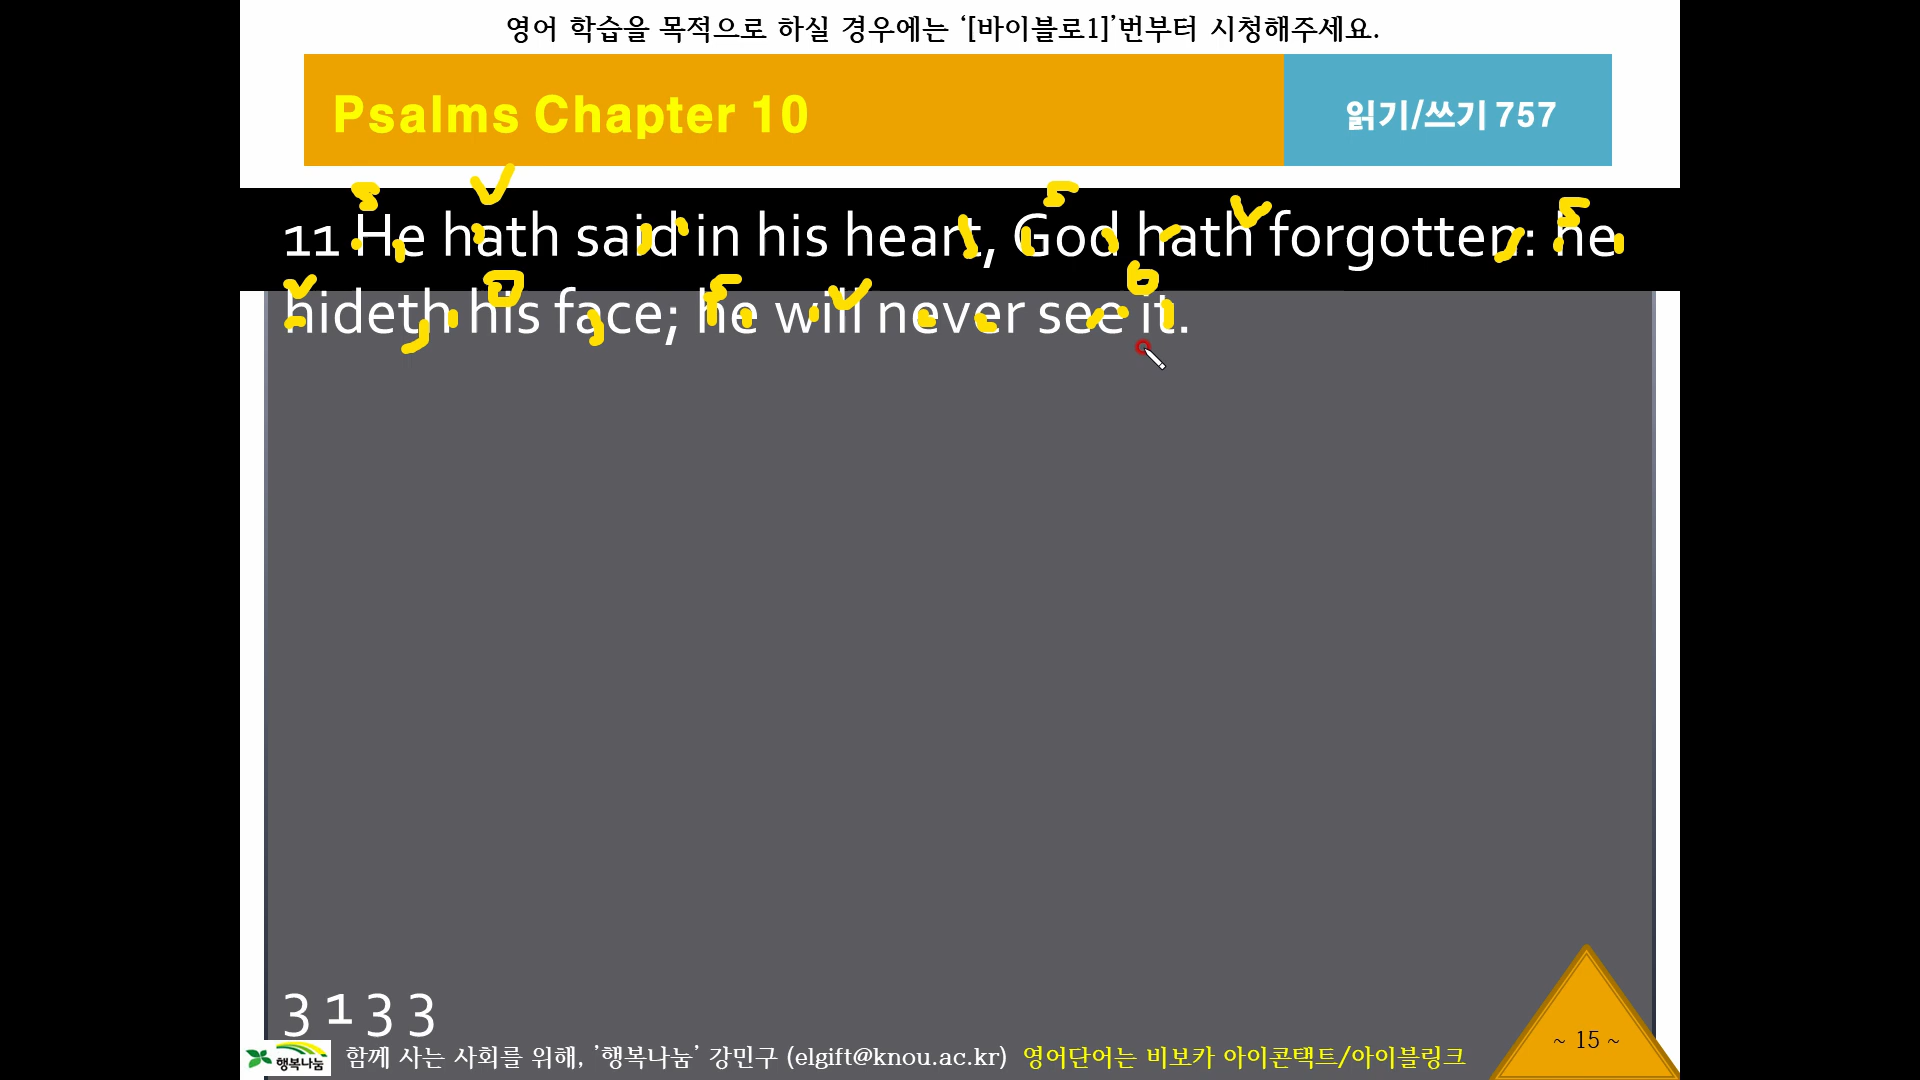 영어 학습을 목적으로 하실 경우에는 ‘[바이블로1]’번부터 시청해주세요.
Psalms Chapter 10
읽기/쓰기 757
11 He hath said in his heart, God hath forgotten: he
hideth his face; he will never see it.
3 1 3 3
~ 15 ~
행복나눔
함께 사는 사회를 위해, ’행복나눔’ 강민구 (elgift@knou.ac.kr) 영어단어는 비보카 아이콘택트/아이블링크